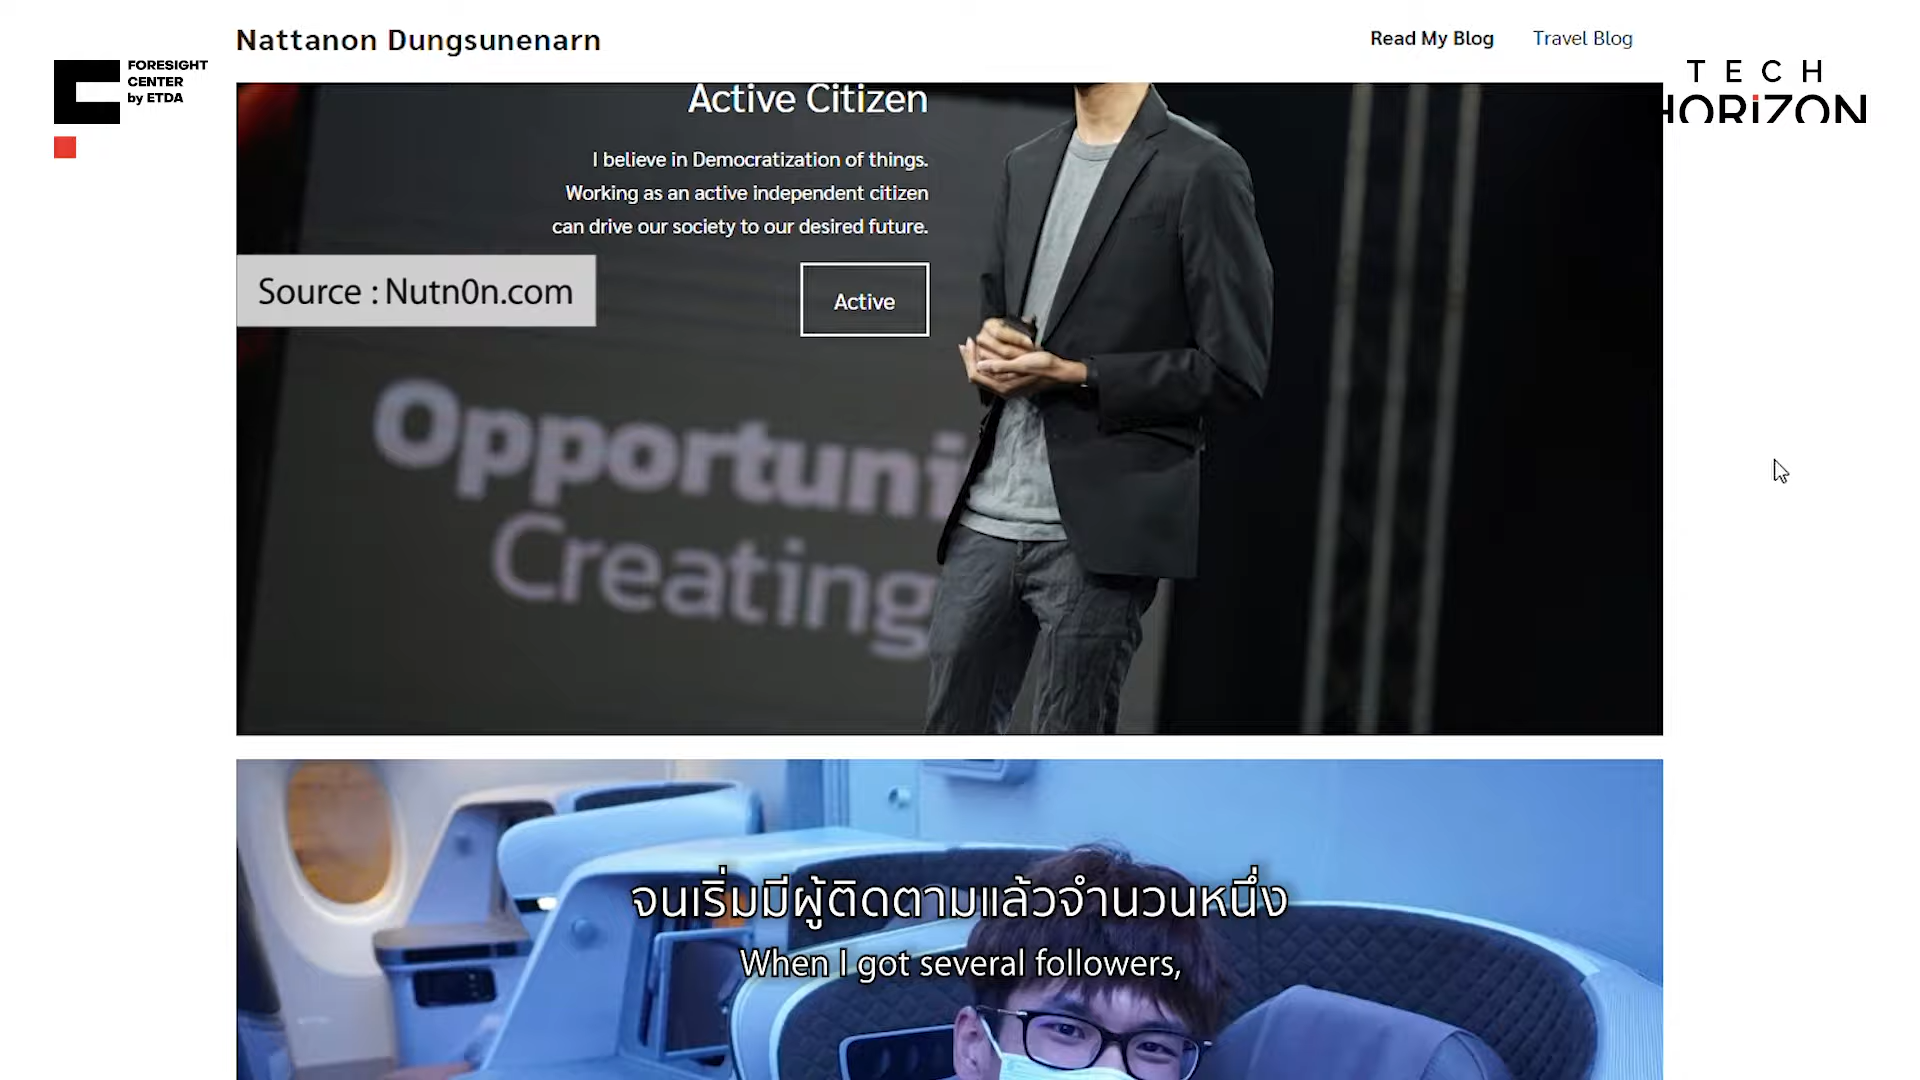 Nattanon Dungsunenarn
Read My Blog
Travel Blog
FORESIGHT
CENTER
by ETDA
TECH
HORiZON
Active Citizen
I believe in Democratization of things.
Working as an active independent citizen
can drive our society to our desired future.
Source : Nutn0n.com
Active
Opportuni
Creating
จนเริ่มมีผู้ติดตามแล้วจำนวนหนึ่ง
When I got several followers,